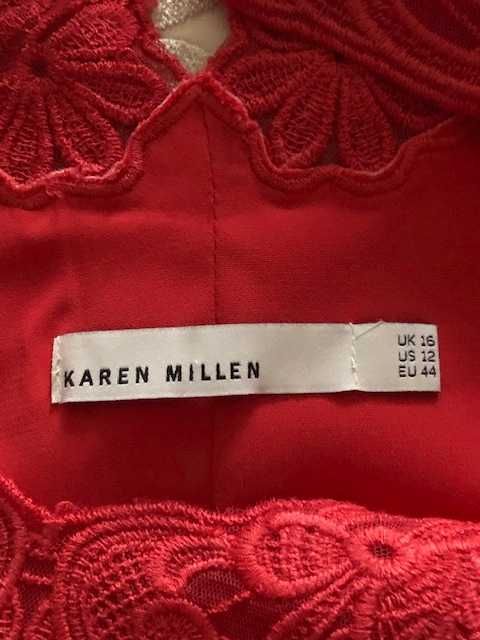 KAREN MILLEN
UK 16
US 12
EU 44